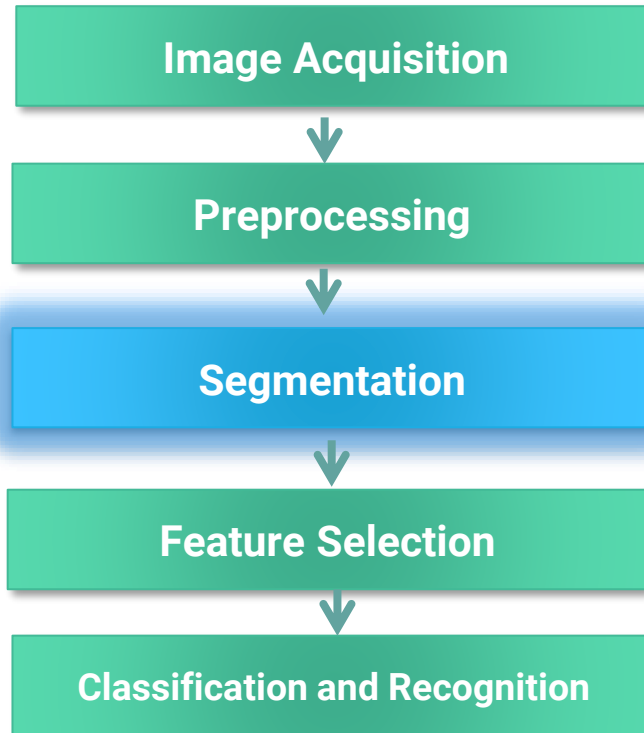 Image Acquisition
Preprocessing
Segmentation
Feature Selection
Classification and Recognition